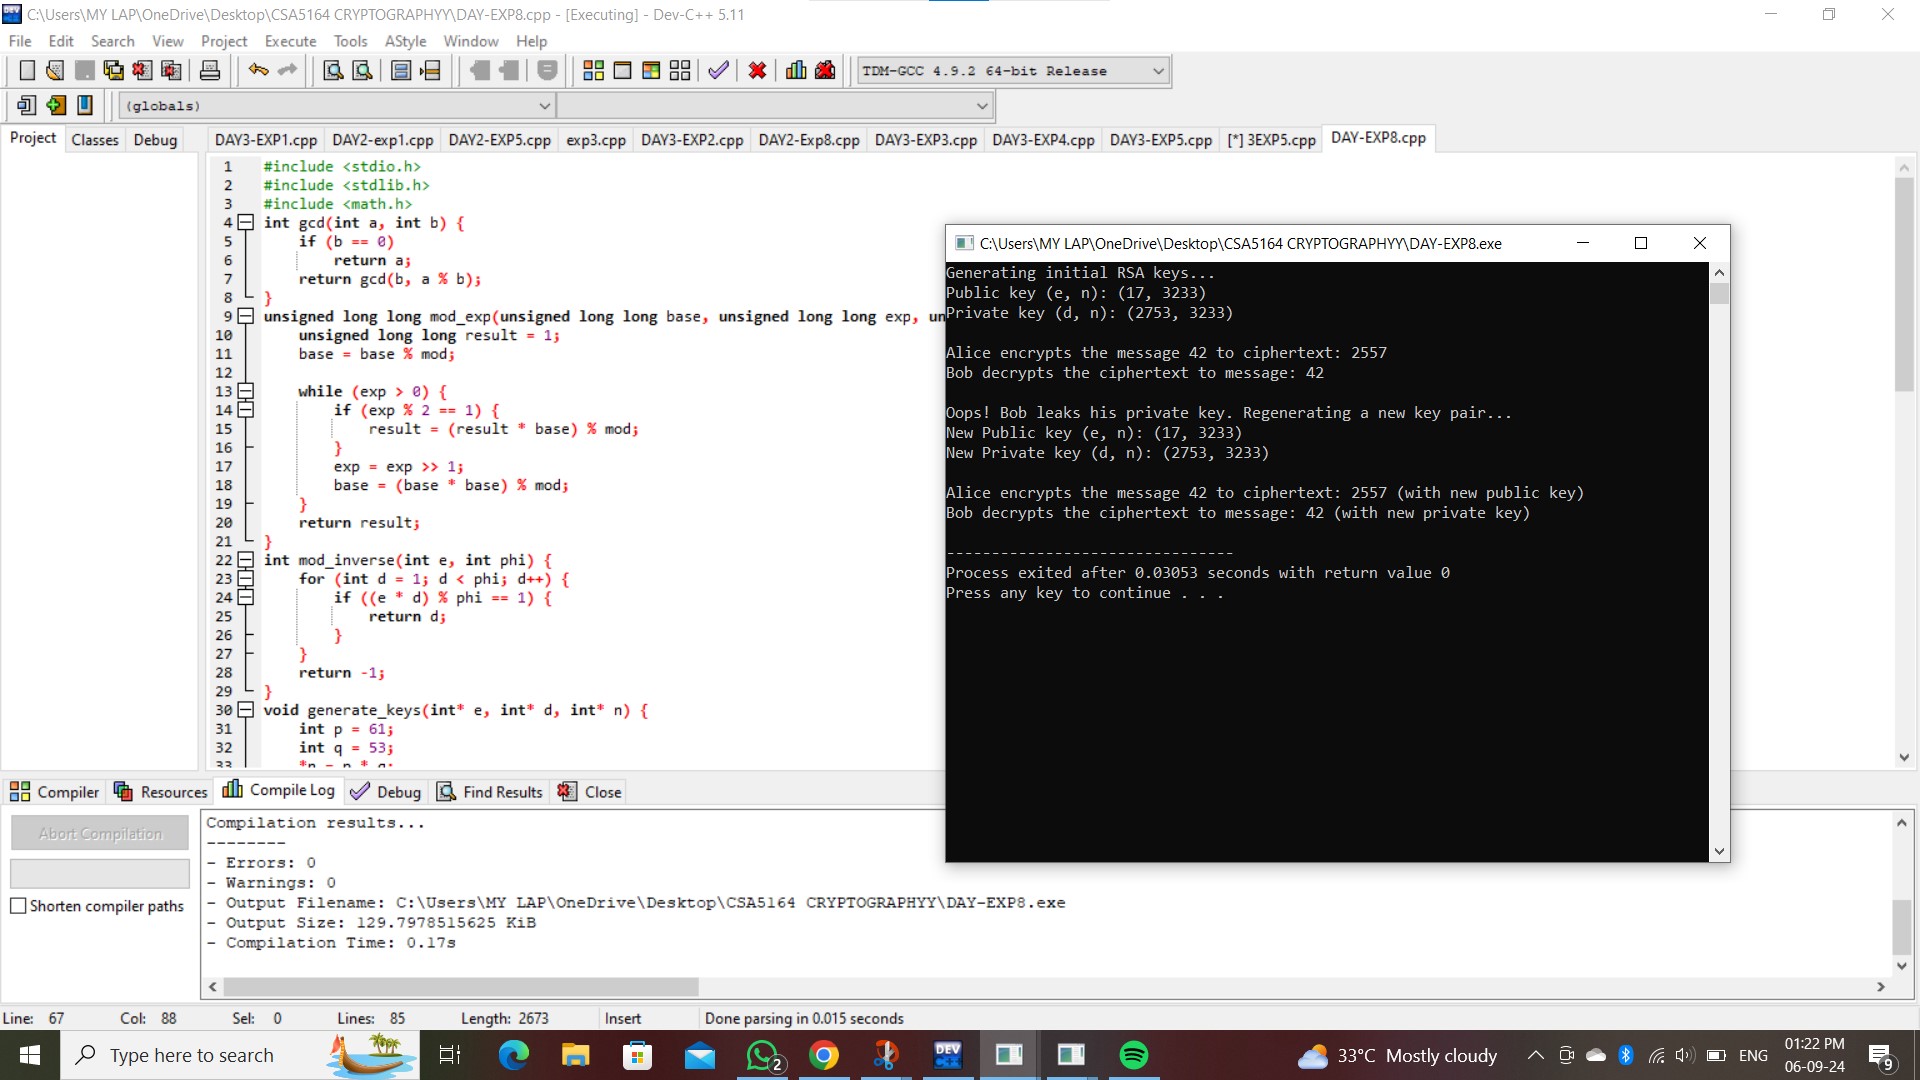 C:\Users\MY LAP\OneDrive\Desktop\CSA5164 CRYPTOGRAPHYY\DAY-EXP8.cpp - [Executing] - Dev-C++ 5.11
File Edit Search View Project Execute Tools AStyle Window Help
TDM-GCC 4.9.2 64-bit Release
(globals)
Project Classes Debug
DAY3-EXP1.cpp DAY2-exp1.cpp DAY2-EXP5.cpp exp3.cpp DAY3-EXP2.cpp DAY2-Exp8.cpp DAY3-EXP3.cpp DAY3-EXP4.cpp DAY3-EXP5.cpp [*] 3EXP5.cpp DAY-EXP8.cpp
1 #include <stdio.h>
2 #include <stdlib.h>
3 #include <math.h>
4 int gcd(int a, int b) {
5 if (b == 0)
6 return a;
7 return gcd(b, a % b);
8 }
9 unsigned long long mod_exp(unsigned long long base, unsigned long long exp, un
10 unsigned long long result = 1;
11 base = base % mod;
12
13 while (exp > 0) {
14 if (exp % 2 == 1) {
15 result = (result * base) % mod;
16 }
17 exp = exp >> 1;
18 base = (base * base) % mod;
19 }
20 return result;
21 }
22 int mod_inverse(int e, int phi) {
23 for (int d = 1; d < phi; d++) {
24 if ((e * d) % phi == 1) {
25 return d;
26 }
27 }
28 return -1;
29 }
30 void generate_keys(int* e, int* d, int* n) {
31 int p = 61;
32 int q = 53;
33 *n = p * q;
C:\Users\MY LAP\OneDrive\Desktop\CSA5164 CRYPTOGRAPHYY\DAY-EXP8.exe
Generating initial RSA keys...
Public key (e, n): (17, 3233)
Private key (d, n): (2753, 3233)
Alice encrypts the message 42 to ciphertext: 2557
Bob decrypts the ciphertext to message: 42
Oops! Bob leaks his private key. Regenerating a new key pair...
New Public key (e, n): (17, 3233)
New Private key (d, n): (2753, 3233)
Alice encrypts the message 42 to ciphertext: 2557 (with new public key)
Bob decrypts the ciphertext to message: 42 (with new private key)
--------------------------------
Process exited after 0.03053 seconds with return value 0
Press any key to continue . . .
Compiler Resources Compile Log Debug Find Results Close
Abort Compilation
Shorten compiler paths
Compilation results...
--------
- Errors: 0
- Warnings: 0
- Output Filename: C:\Users\MY LAP\OneDrive\Desktop\CSA5164 CRYPTOGRAPHYY\DAY-EXP8.exe
- Output Size: 129.7978515625 KiB
- Compilation Time: 0.17s
Line: 67 Col: 88 Sel: 0 Lines: 85 Length: 2673 Insert Done parsing in 0.015 seconds
Type here to search
DEV C++
2
33°C Mostly cloudy
ENG
01:22 PM
06-09-24
9